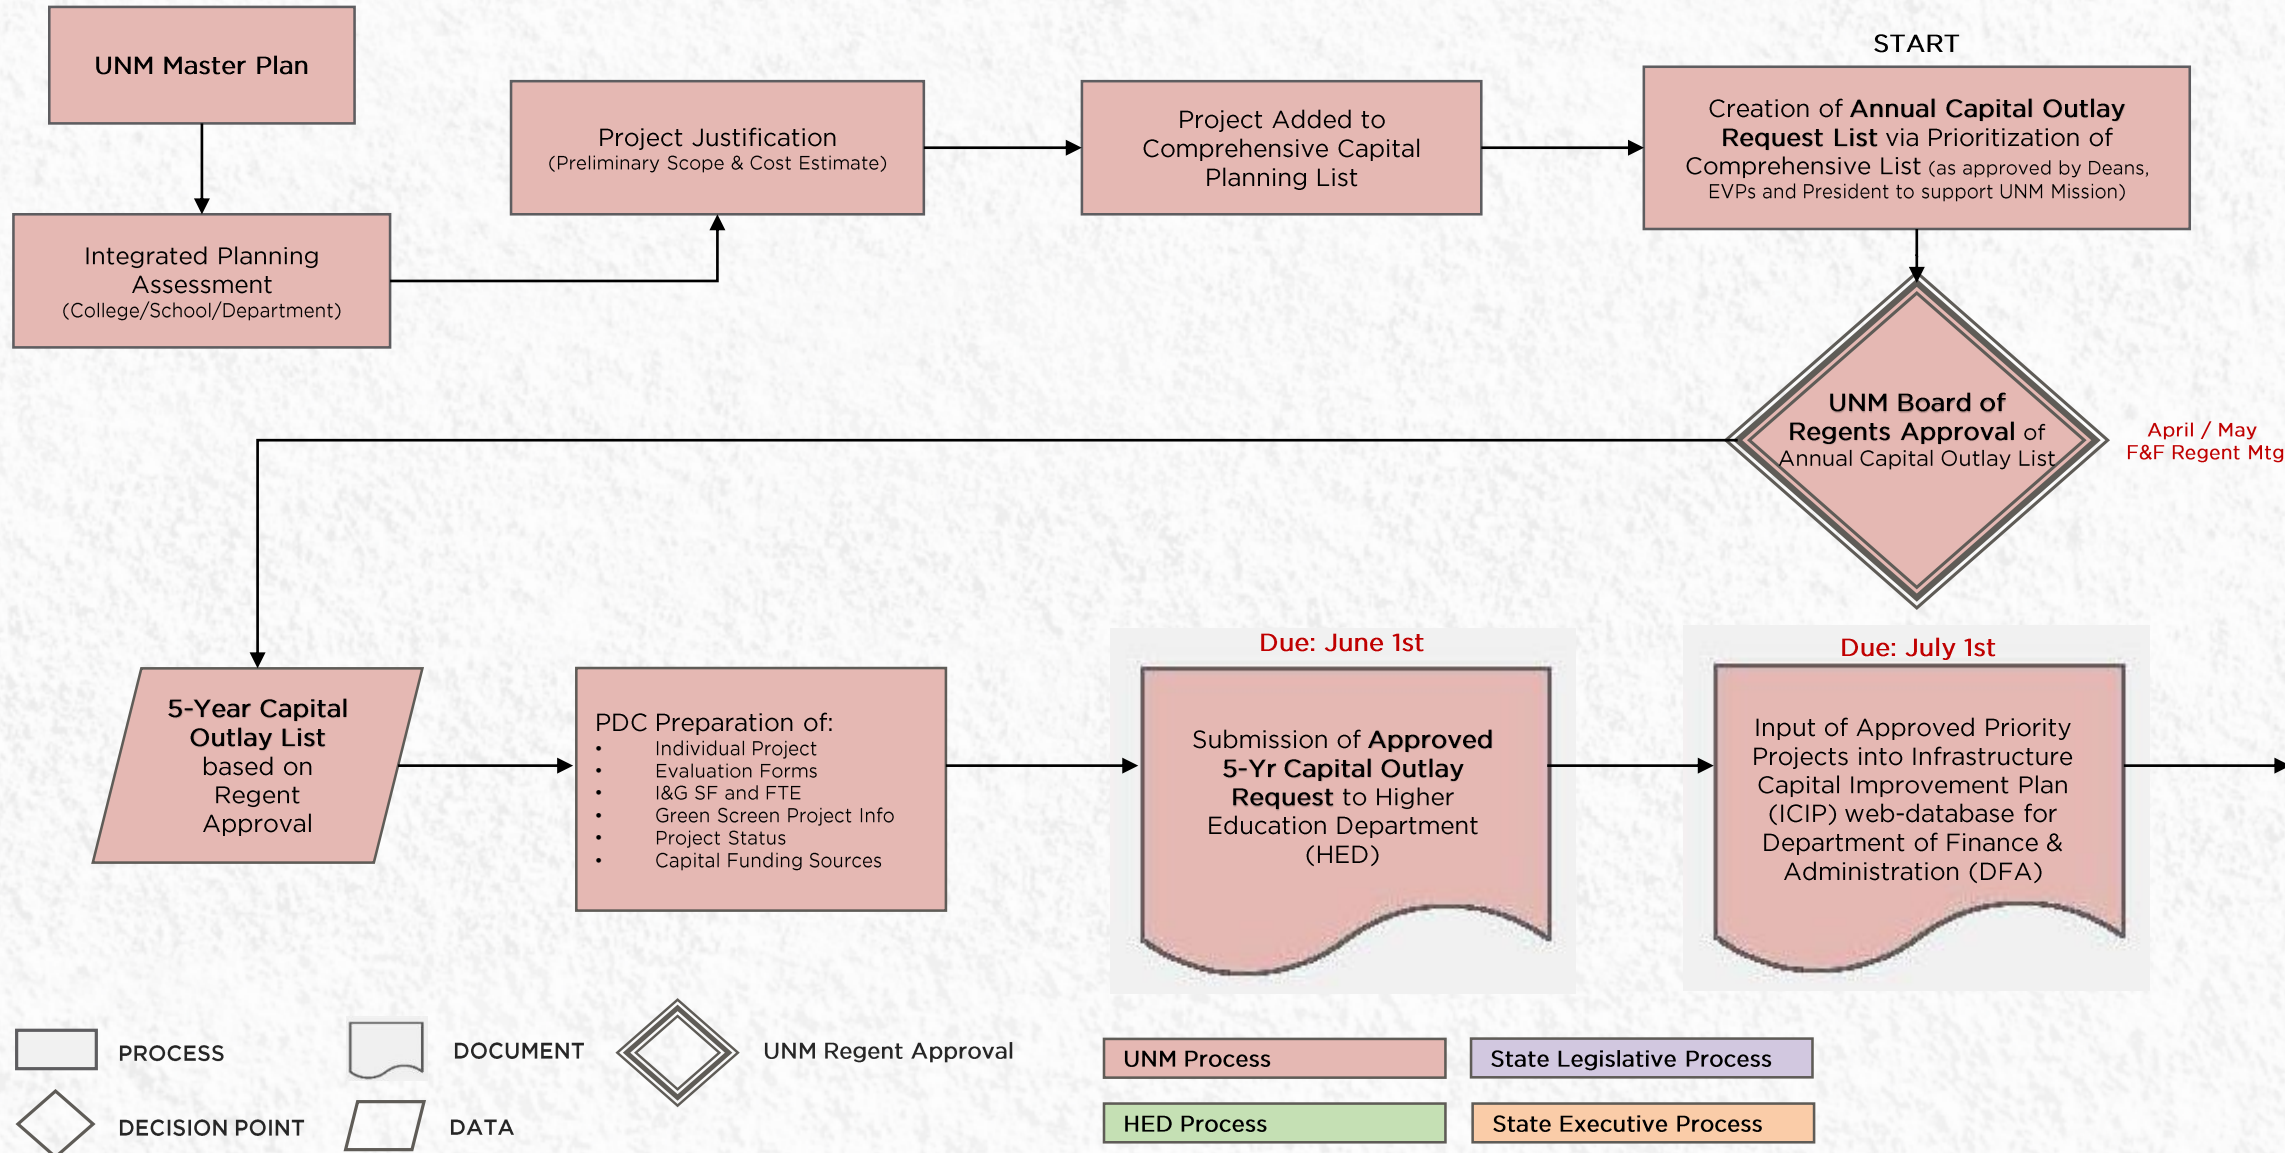 UNM Master Plan
Integrated Planning
Assessment
(College/School/Department)
Project Justification
(Preliminary Scope & Cost Estimate)
Project Added to
Comprehensive Capital
Planning List
START
Creation of Annual Capital Outlay
Request List via Prioritization of
Comprehensive List (as approved by Deans,
EVPs and President to support UNM Mission)
UNM Board of
Regents Approval of
Annual Capital Outlay List
April / May
F&F Regent Mtg
5-Year Capital
Outlay List
based on
Regent
Approval
PDC Preparation of:
• Individual Project
• Evaluation Forms
• I&G SF and FTE
• Green Screen Project Info
• Project Status
• Capital Funding Sources
Due: June 1st
Submission of Approved
5-Yr Capital Outlay
Request to Higher
Education Department
(HED)
Due: July 1st
Input of Approved Priority
Projects into Infrastructure
Capital Improvement Plan
(ICIP) web-database for
Department of Finance &
Administration (DFA)
PROCESS
DOCUMENT
UNM Regent Approval
DECISION POINT
DATA
UNM Process
State Legislative Process
HED Process
State Executive Process